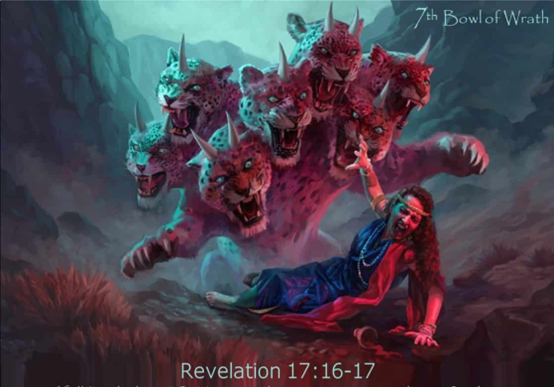 7th Bowl of Wrath
Revelation 17:16-17